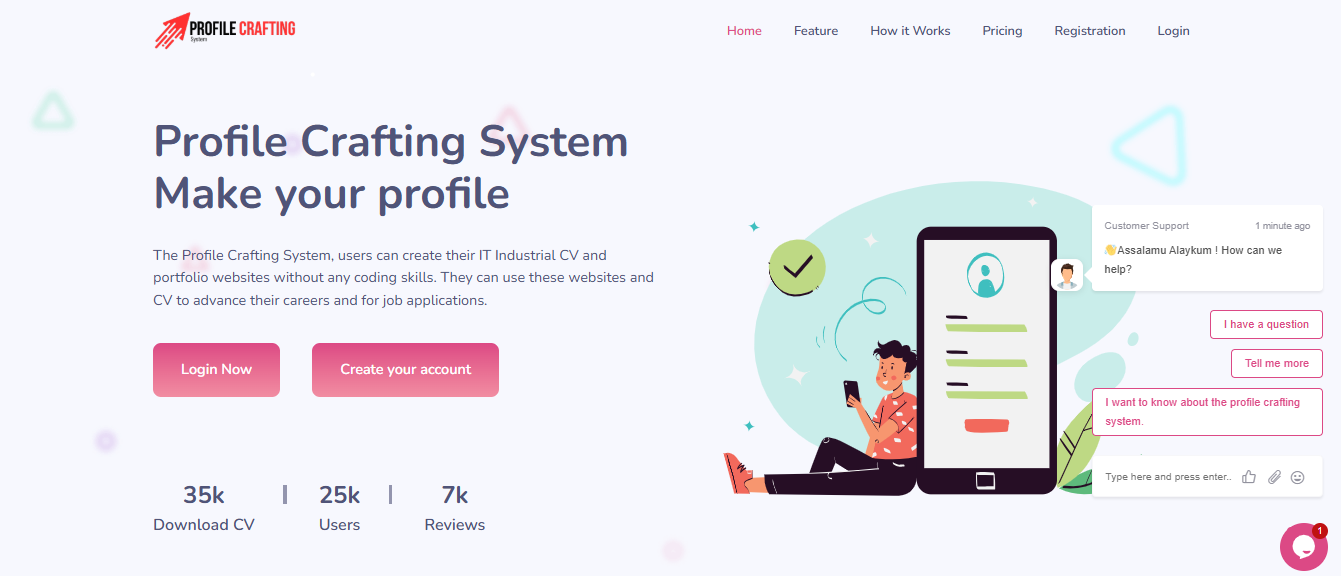 PROFILE CRAFTING
System
Home Feature How it Works Pricing Registration Login
Profile Crafting System
Make your profile
The Profile Crafting System, users can create their IT Industrial CV and
portfolio websites without any coding skills. They can use these websites and
CV to advance their careers and for job applications.
Login Now
Create your account
35k
Download CV
25k
Users
7k
Reviews
Customer Support 1 minute ago
👋Assalamu Alaykum ! How can we
help?
I have a question
Tell me more
I want to know about the profile crafting
system.
Type here and press enter..
1